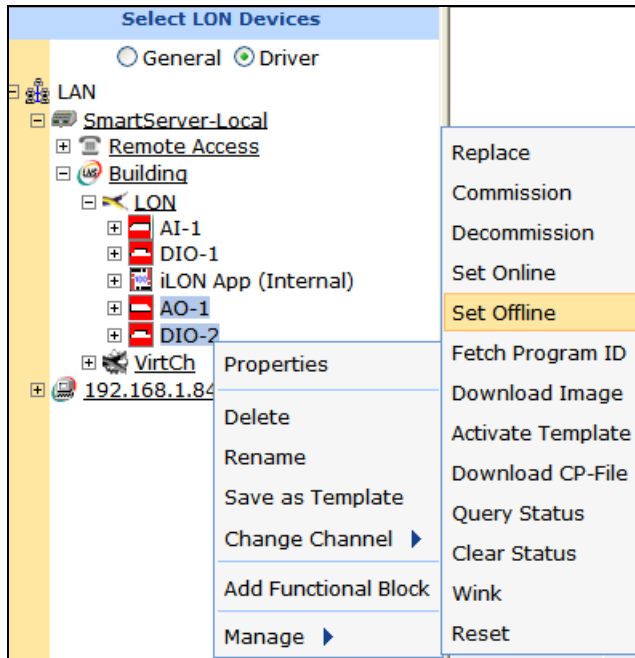 Select LON Devices
General Driver
LAN
SmartServer-Local
Remote Access
Building
LON
AI-1
DIO-1
iLON App (Internal)
AO-1
DIO-2
VirtCh
192.168.1.84
Properties
Delete
Rename
Save as Template
Change Channel
Add Functional Block
Manage
Replace
Commission
Decommission
Set Online
Set Offline
Fetch Program ID
Download Image
Activate Template
Download CP-File
Query Status
Clear Status
Wink
Reset